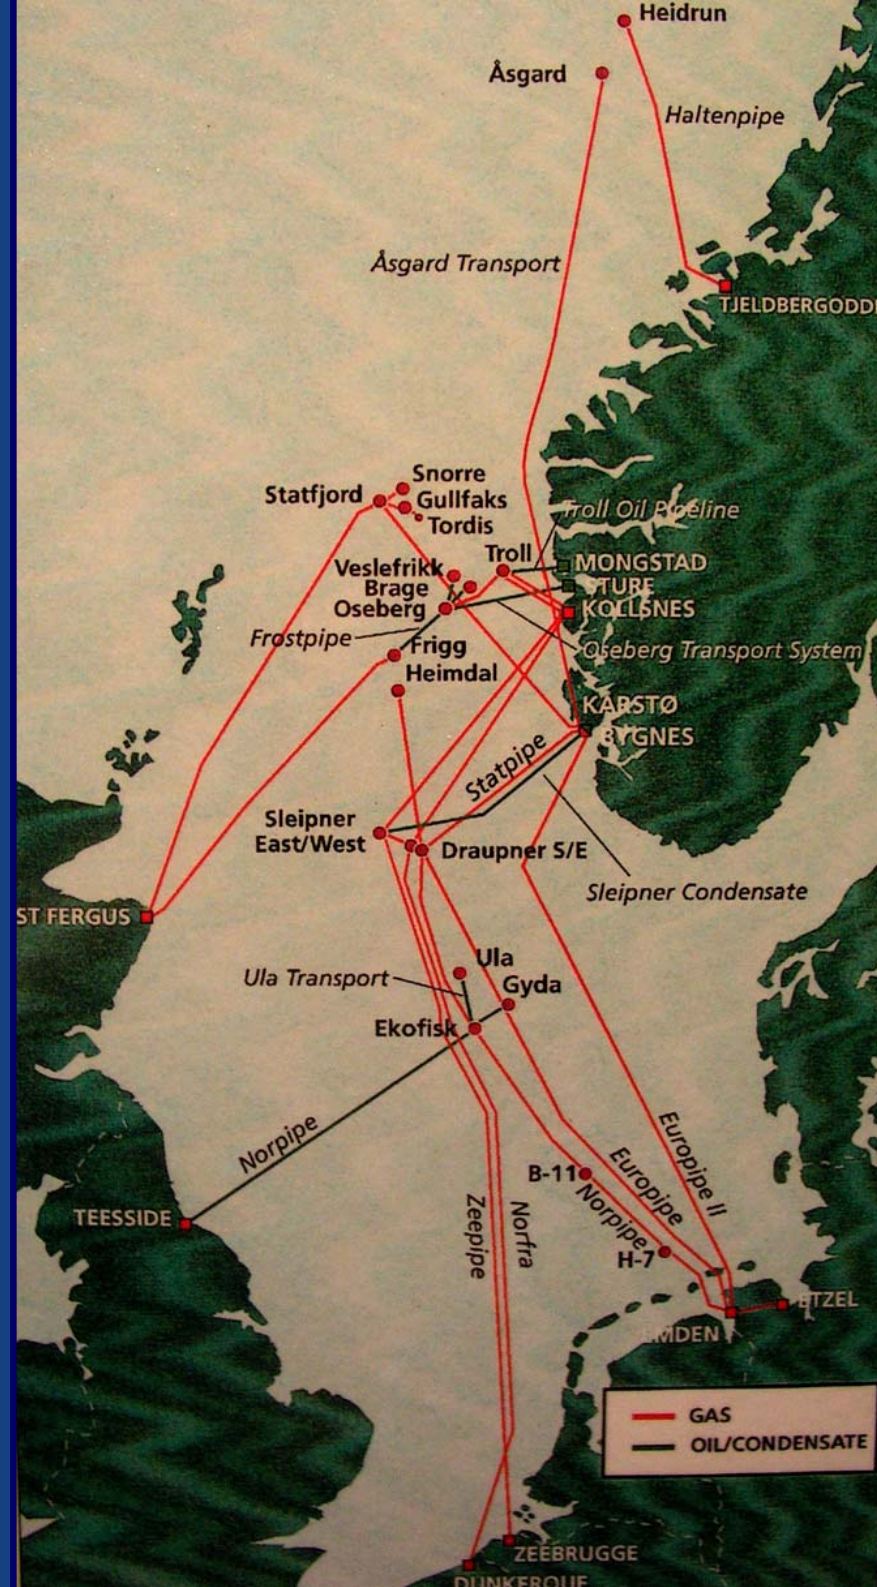 Heidrun
Åsgard
Haltenpipe
Åsgard Transport
TJELDBERGODD
Snorre
Statfjord
Gullfaks
Tordis
Troll Oil Pipeline
Troll
Veslefrikk
MONGSTAD
Brage
STURE
Oseberg
KOLLSNES
Frostpipe
Frigg
Oseberg Transport System
Heimdal
KÅRSTØ
BYGNES
Statpipe
Sleipner
East/West
Draupner S/E
Sleipner Condensate
ST FERGUS
Ula
Ula Transport
Gyda
Ekofisk
Norpipe
Europipe II
Europipe
B-11
Norpipe
TEESSIDE
Zeepipe
Norfra
H-7
ETZEL
EMDEN
GAS
OIL/CONDENSATE
ZEEBRUGGE
DUNKERQUE